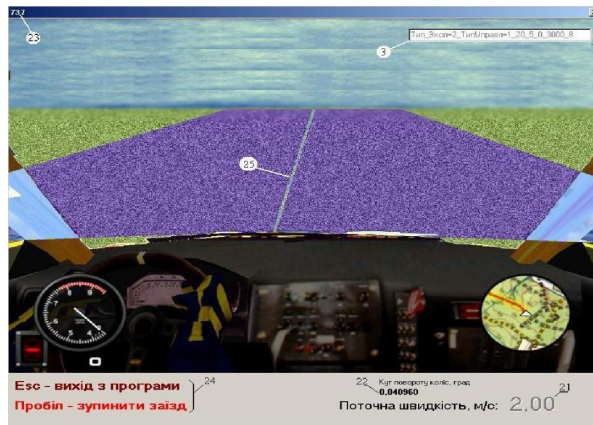 737
23
Тип_Эксп=2_ТипУправл=1_20_5_0_3000_8
3
25
Esc - вихід з програми
Пробіл - зупинити заїзд
24
22
Кут повороту коліс, град
0,040960
Поточна швидкість, м/с: 2,00
21